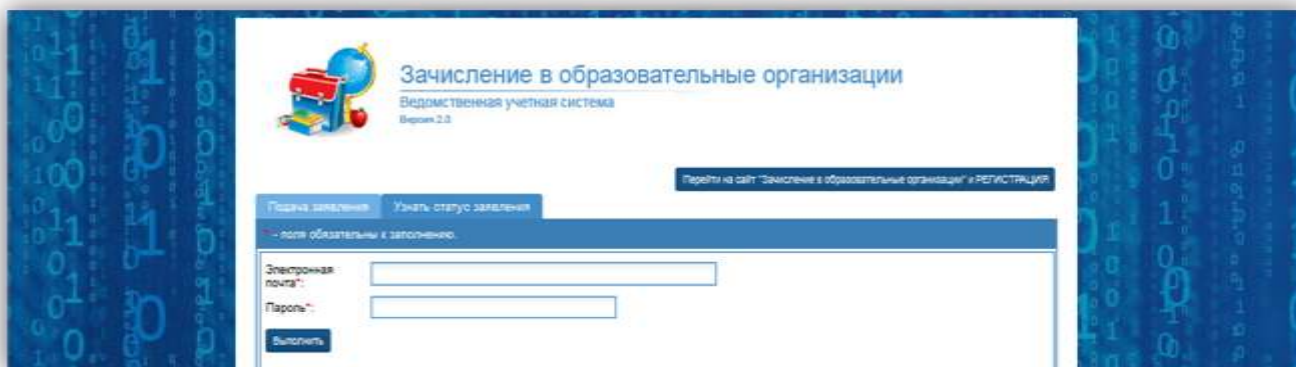 Зачисление в образовательные организации
Ведомственная учетная система
Версия 2.0
Перейти на сайт "Зачисление в образовательные организации" и РЕГИСТРАЦИЯ
Подача заявления Узнать статус заявления
* - поля обязательны к заполнению.
Электронная
почта*:
Пароль*:
Выполнить